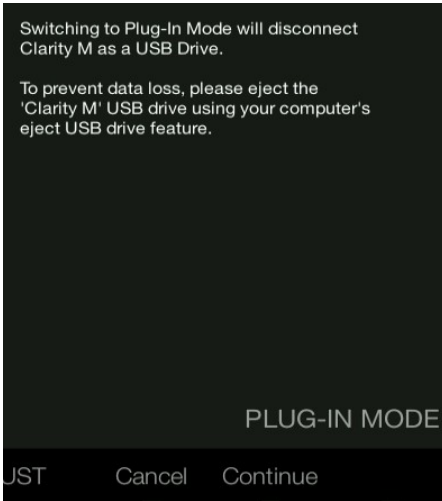 Switching to Plug-In Mode will disconnect
Clarity M as a USB Drive.
To prevent data loss, please eject the
'Clarity M' USB drive using your computer's
eject USB drive feature.
PLUG-IN MODE
UST Cancel Continue